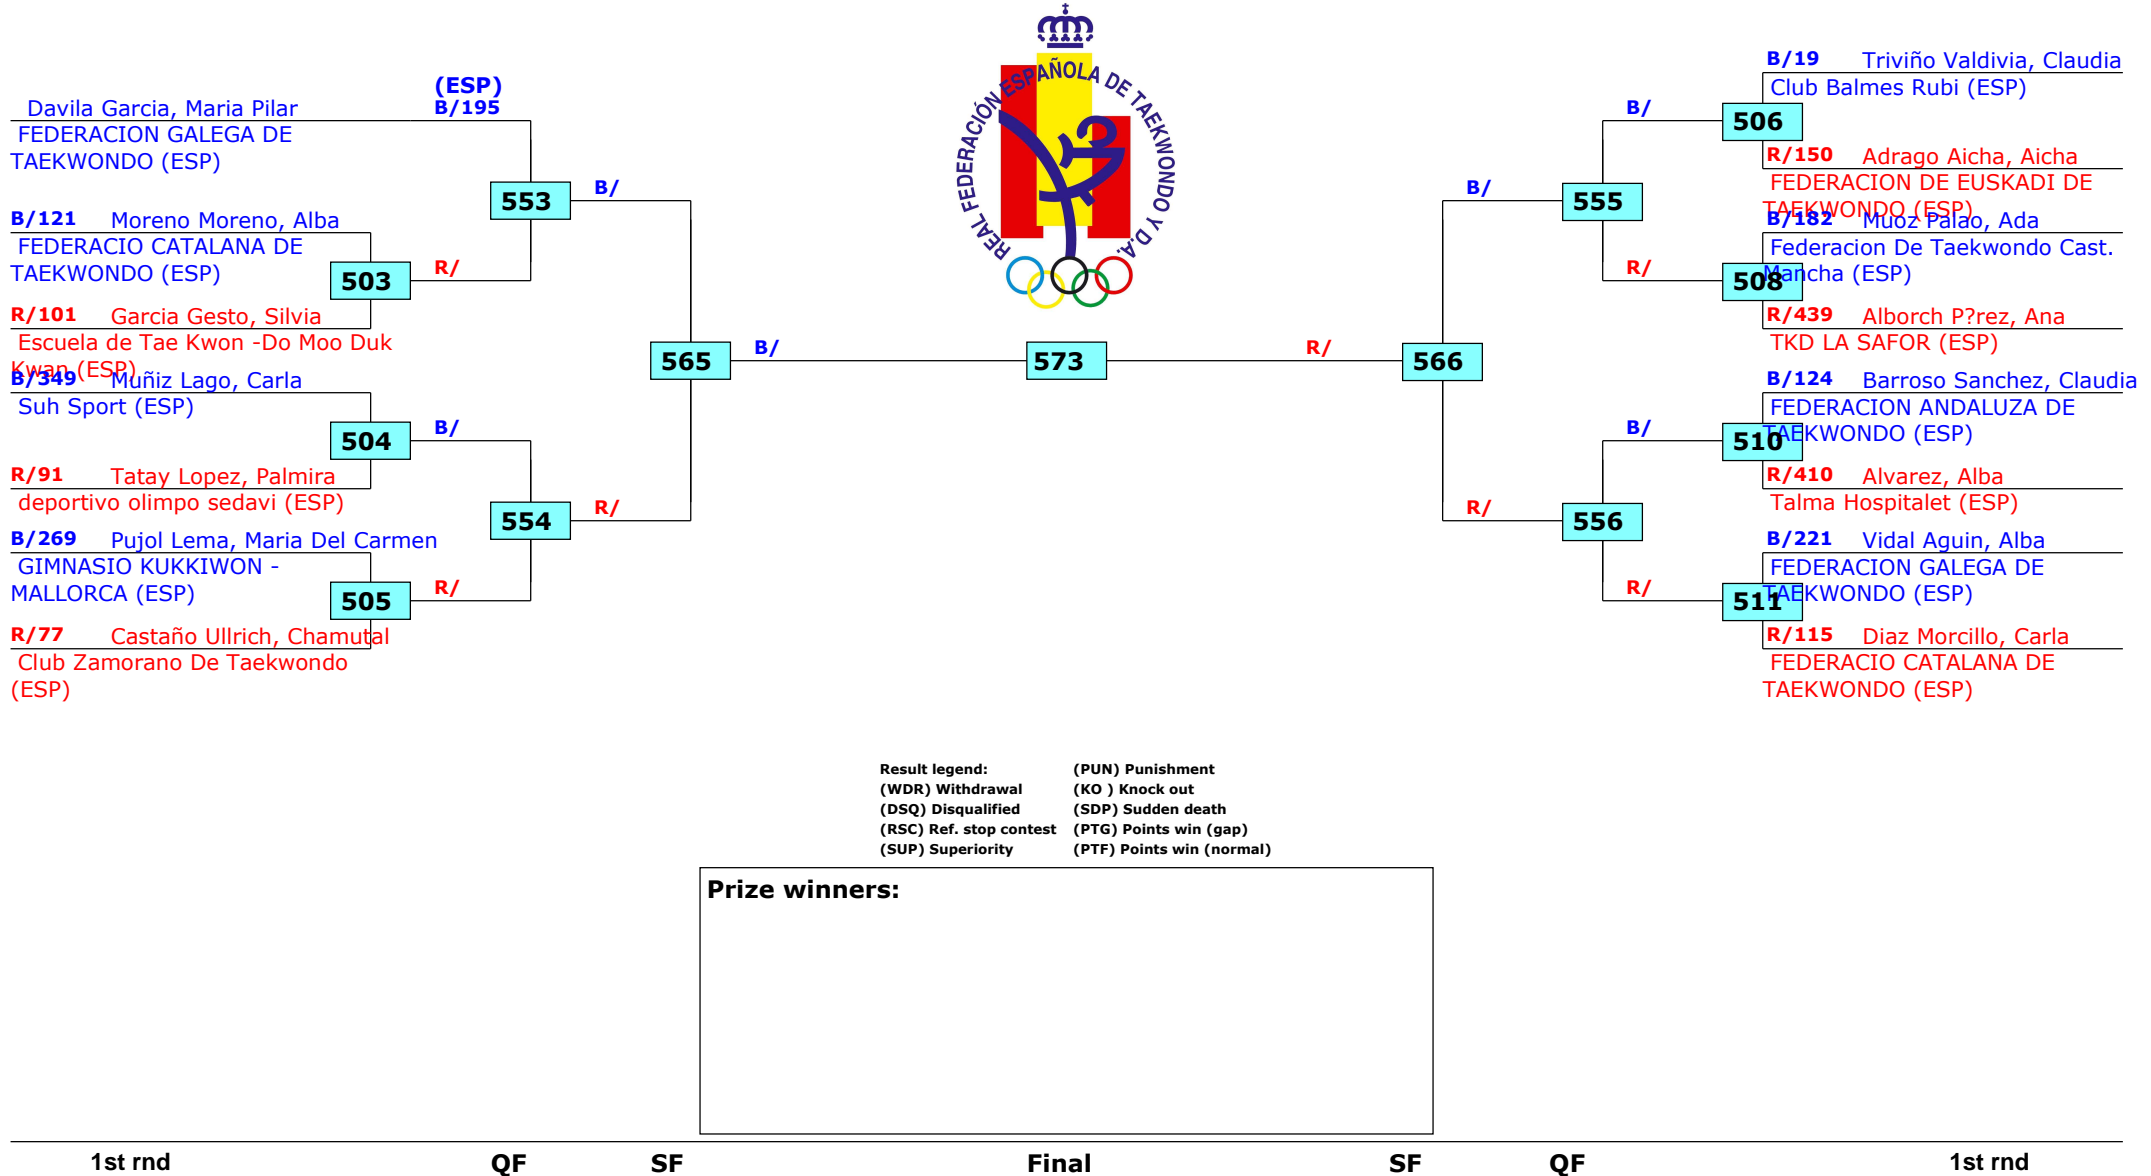 REAL FEDERACIÓN ESPAÑOLA DE TAEKWONDO Y D.A.
(ESP)
Davila Garcia, Maria Pilar
B/195
FEDERACION GALEGA DE
TAEKWONDO (ESP)
553
B/
B/121 Moreno Moreno, Alba
FEDERACIO CATALANA DE
TAEKWONDO (ESP)
503
R/
R/101 Garcia Gesto, Silvia
Escuela de Tae Kwon -Do Moo Duk
Kwan (ESP)
B/349 Muñiz Lago, Carla
Suh Sport (ESP)
504
B/
R/91 Tatay Lopez, Palmira
deportivo olimpo sedavi (ESP)
554
R/
B/269 Pujol Lema, Maria Del Carmen
GIMNASIO KUKKIWON -
MALLORCA (ESP)
505
R/
R/77 Castaño Ullrich, Chamutal
Club Zamorano De Taekwondo
(ESP)
565
B/
573
R/
566
B/19 Triviño Valdivia, Claudia
Club Balmes Rubi (ESP)
B/
506
R/150 Adrago Aicha, Aicha
FEDERACION DE EUSKADI DE
TAEKWONDO (ESP)
B/
555
B/182 Muoz Palao, Ada
Federacion De Taekwondo Cast.
Mancha (ESP)
R/
508
R/439 Alborch P?rez, Ana
TKD LA SAFOR (ESP)
B/124 Barroso Sanchez, Claudia
FEDERACION ANDALUZA DE
TAEKWONDO (ESP)
B/
510
R/410 Alvarez, Alba
Talma Hospitalet (ESP)
R/
556
B/221 Vidal Aguin, Alba
FEDERACION GALEGA DE
TAEKWONDO (ESP)
R/
511
R/115 Diaz Morcillo, Carla
FEDERACIO CATALANA DE
TAEKWONDO (ESP)
Result legend: (PUN) Punishment
(WDR) Withdrawal (KO ) Knock out
(DSQ) Disqualified (SDP) Sudden death
(RSC) Ref. stop contest (PTG) Points win (gap)
(SUP) Superiority (PTF) Points win (normal)
Prize winners:
1st rnd QF SF Final SF QF 1st rnd